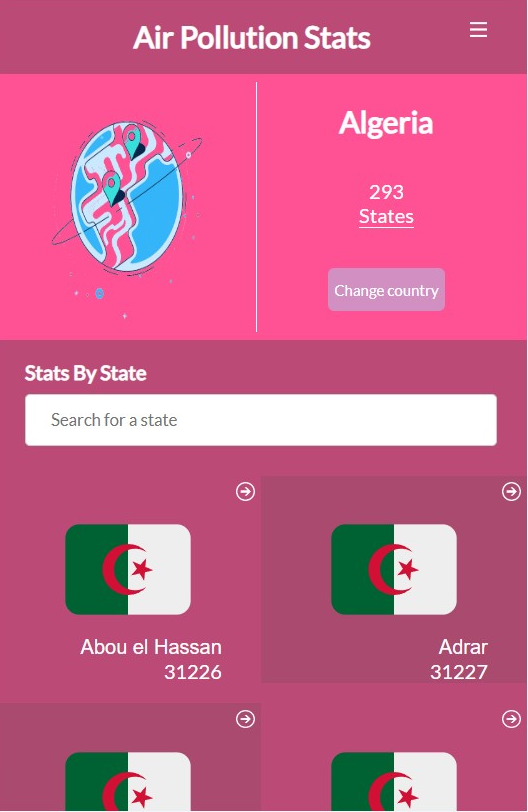 Air Pollution Stats
Algeria
293
States
Change country
Stats By State
Search for a state
Abou el Hassan
31226
Adrar
31227